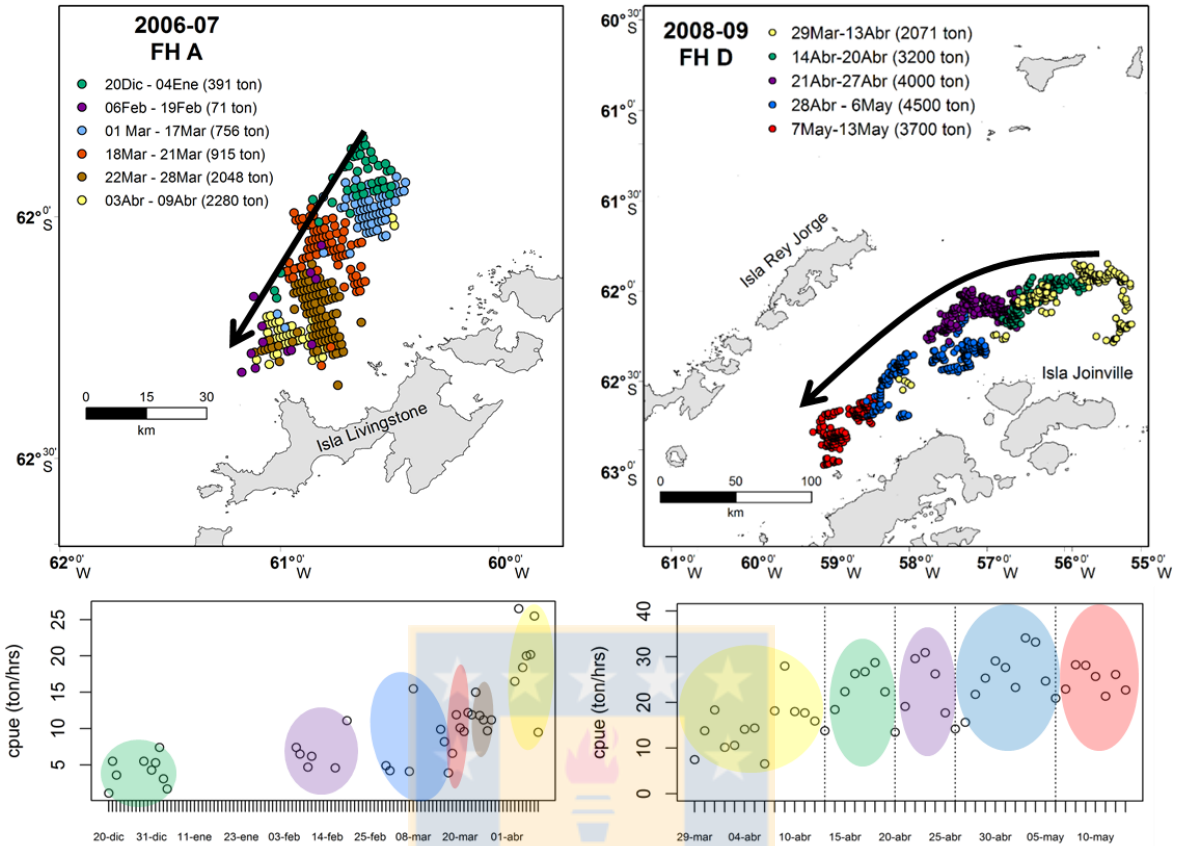 2006-07
FH A
20Dic - 04Ene (391 ton)
06Feb - 19Feb (71 ton)
01 Mar - 17Mar (756 ton)
18Mar - 21Mar (915 ton)
22Mar - 28Mar (2048 ton)
03Abr - 09Abr (2280 ton)
62°0' S
62°30' S
0 15 30
km
Isla Livingstone
62° W 61°0' W 60°0' W
2008-09
FH D
29Mar-13Abr (2071 ton)
14Abr-20Abr (3200 ton)
21Abr-27Abr (4000 ton)
28Abr - 6May (4500 ton)
7May-13May (3700 ton)
60°30' S
61°0' S
61°30' S
62°0' S
62°30' S
63°0' S
Isla Rey Jorge
Isla Joinville
0 50 100
km
61°0' W 60°0' W 59°0' W 58°0' W 57°0' W 56°0' W 55°0' W
cpue (ton/hrs)
25
20
15
10
5
20-dic 31-dic 11-ene 23-ene 03-feb 14-feb 25-feb 08-mar 20-mar 01-abr
cpue (ton/hrs)
40
30
20
10
0
29-mar 04-abr 10-abr 15-abr 20-abr 25-abr 30-abr 05-may 10-may